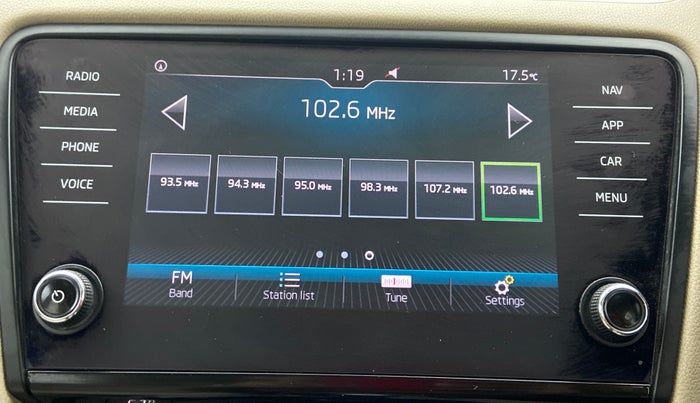 RADIO
MEDIA
PHONE
VOICE
1:19
17.5°C
102.6 MHz
93.5 MHz
94.3 MHz
95.0 MHz
98.3 MHz
107.2 MHz
102.6 MHz
FM
Band
Station list
Tune
Settings
NAV
APP
CAR
MENU